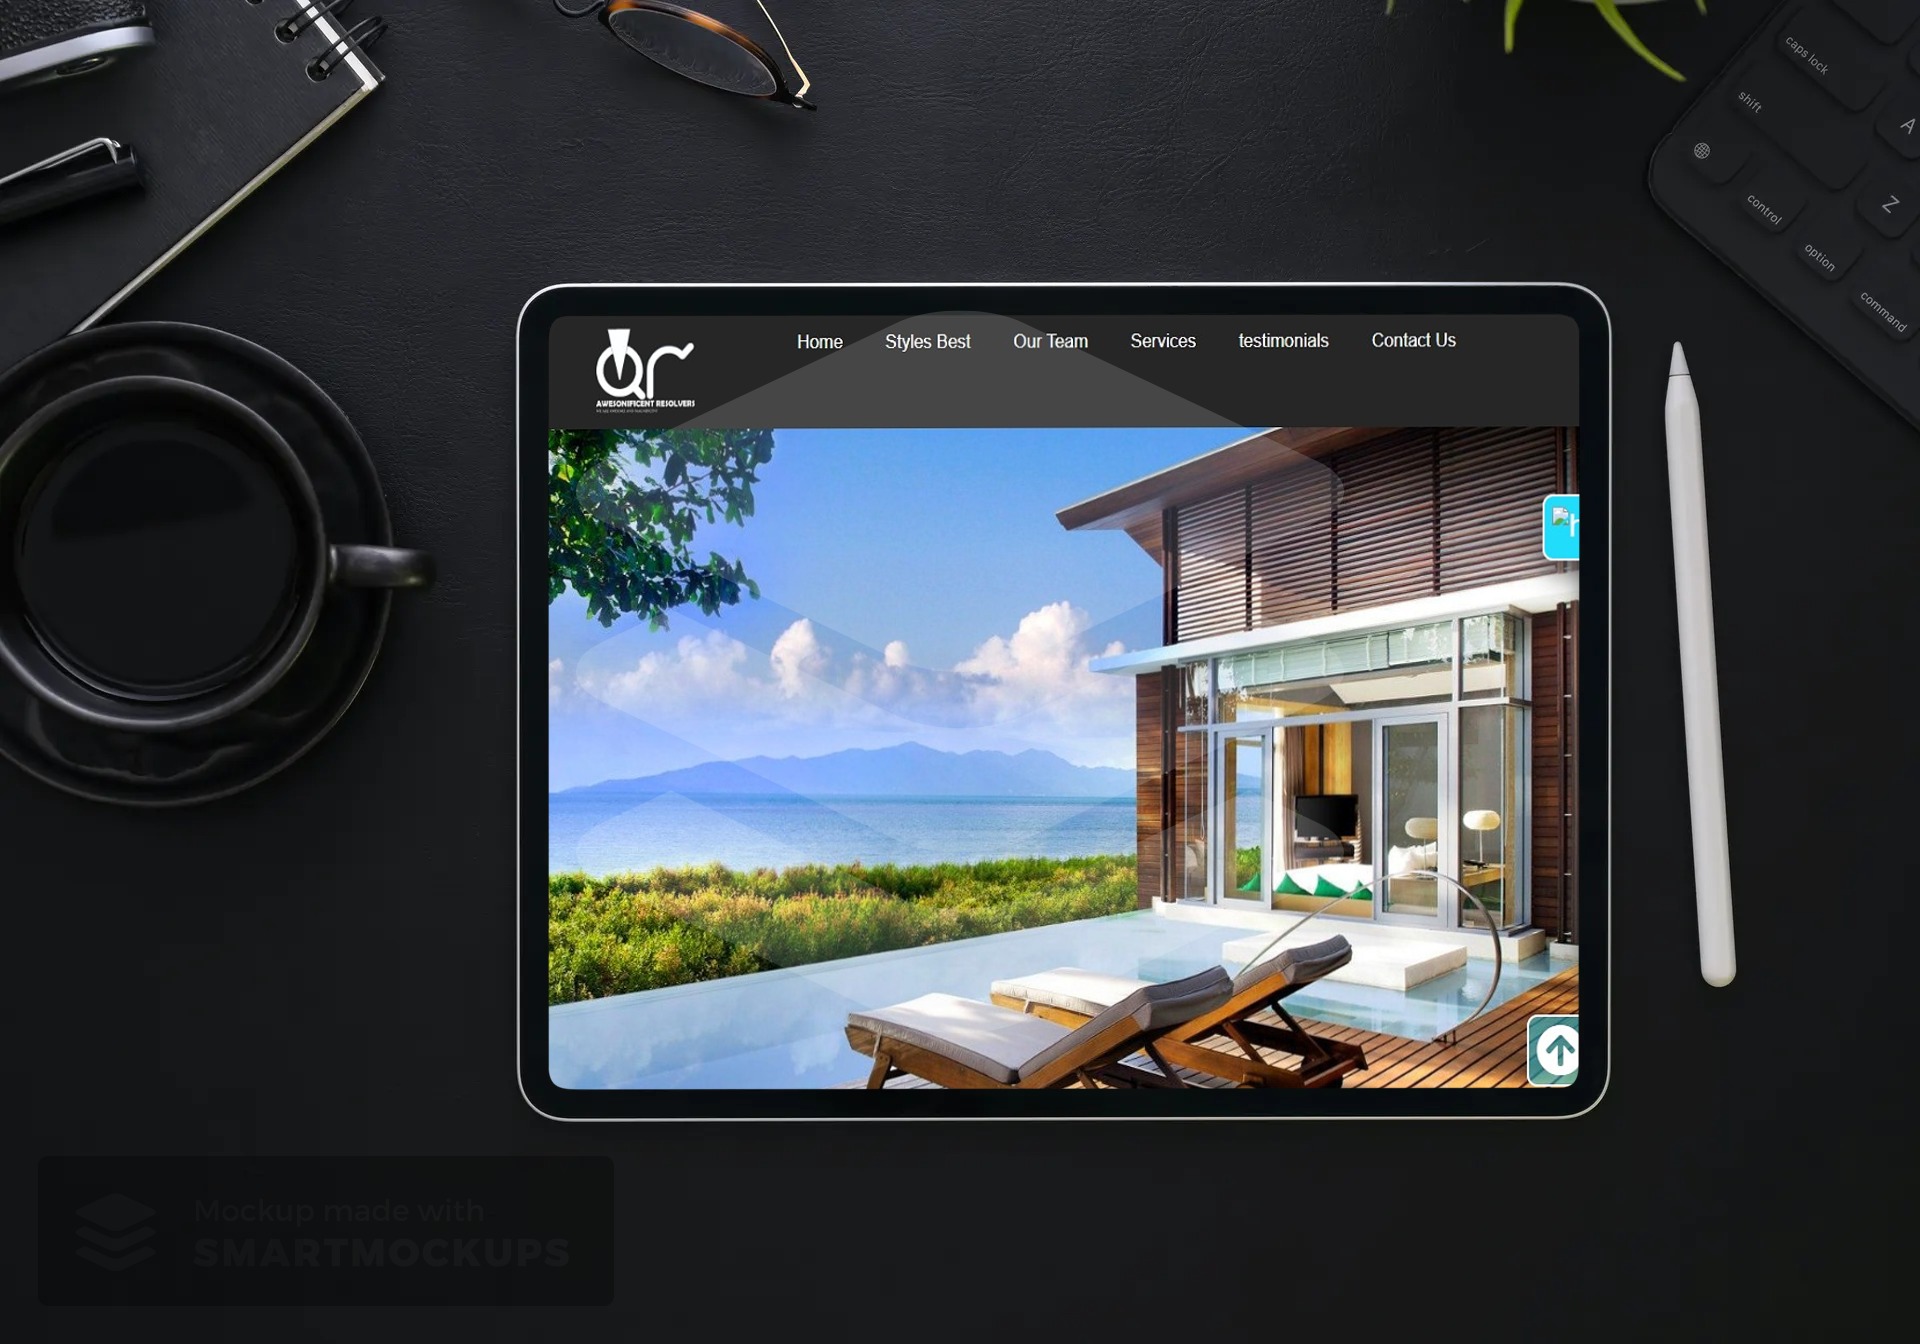 caps lock
shift
A
Z
control
option
command
Home Styles Best Our Team Services testimonials Contact Us
ar
AWESONIFICENT RESOLVERS
Mockup made with
SMARTMOCKUPS